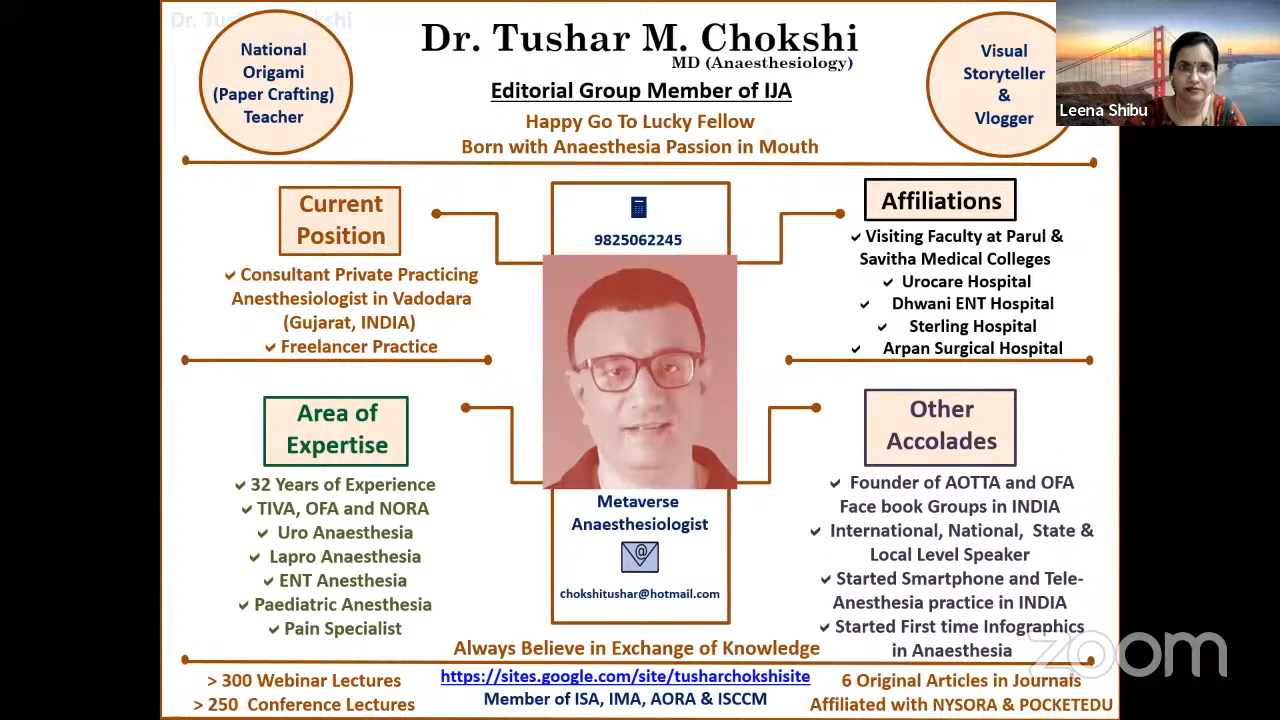 Dr. Tushar M. Chokshi
MD (Anaesthesiology)
Editorial Group Member of IJA
Happy Go To Lucky Fellow
Born with Anaesthesia Passion in Mouth
National
Origami
(Paper Crafting)
Teacher
Visual
Storyteller
&
Vlogger
Leena Shibu
Current
Position
✔Consultant Private Practicing
Anesthesiologist in Vadodara
(Gujarat, INDIA)
✔ Freelancer Practice
9825062245
Affiliations
✔Visiting Faculty at Parul &
Savitha Medical Colleges
✔ Urocare Hospital
✔ Dhwani ENT Hospital
✔ Sterling Hospital
✔ Arpan Surgical Hospital
Area of
Expertise
✔32 Years of Experience
✔TIVA, OFA and NORA
✔ Uro Anaesthesia
✔ Lapro Anaesthesia
✔ENT Anesthesia
✔Paediatric Anesthesia
✔Pain Specialist
Metaverse
Anaesthesiologist
@
chokshitushar@hotmail.com
Other
Accolades
✔ Founder of AOTTA and OFA
Face book Groups in INDIA
✔ International, National, State &
Local Level Speaker
✔Started Smartphone and Tele-
Anesthesia practice in INDIA
✔Started First time Infographics
in Anaesthesia
zoom
Always Believe in Exchange of Knowledge
> 300 Webinar Lectures
> 250 Conference Lectures
https://sites.google.com/site/tusharchokshisite
Member of ISA, IMA, AORA & ISCCM
6 Original Articles in Journals
Affiliated with NYSORA & POCKETEDU